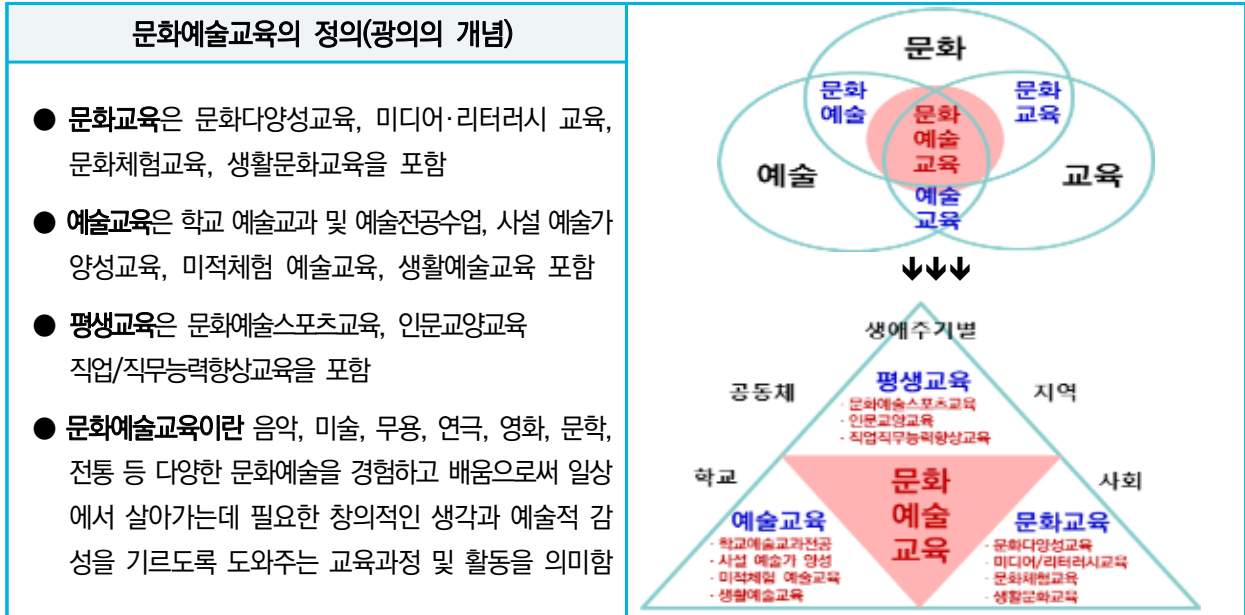 문화예술교육의 정의(광의의 개념)
● 문화교육은 문화다양성교육, 미디어·리터러시 교육,
문화체험교육, 생활문화교육을 포함
● 예술교육은 학교 예술교과 및 예술전공수업, 사설 예술가
양성교육, 미적체험 예술교육, 생활예술교육 포함
● 평생교육은 문화예술스포츠교육, 인문교양교육
직업/직무능력향상교육을 포함
● 문화예술교육이란 음악, 미술, 무용, 연극, 영화, 문학,
전통 등 다양한 문화예술을 경험하고 배움으로써 일상
에서 살아가는데 필요한 창의적인 생각과 예술적 감
성을 기르도록 도와주는 교육과정 및 활동을 의미함
문화
문화
예술
문화
예술
교육
문화
교육
예술
교육
예술
교육
생애주기별
공동체
평생교육
지역
· 문화예술스포츠교육
· 인문교양교육
· 직업직무능력향상교육
학교
문화
예술
교육
사회
예술교육
· 학교예술교과전공
· 사설 예술가 양성
· 미적체험 예술교육
· 생활예술교육
문화교육
· 문화다양성교육
· 미디어/리터러시교육
· 문화체험교육
· 생활문화교육